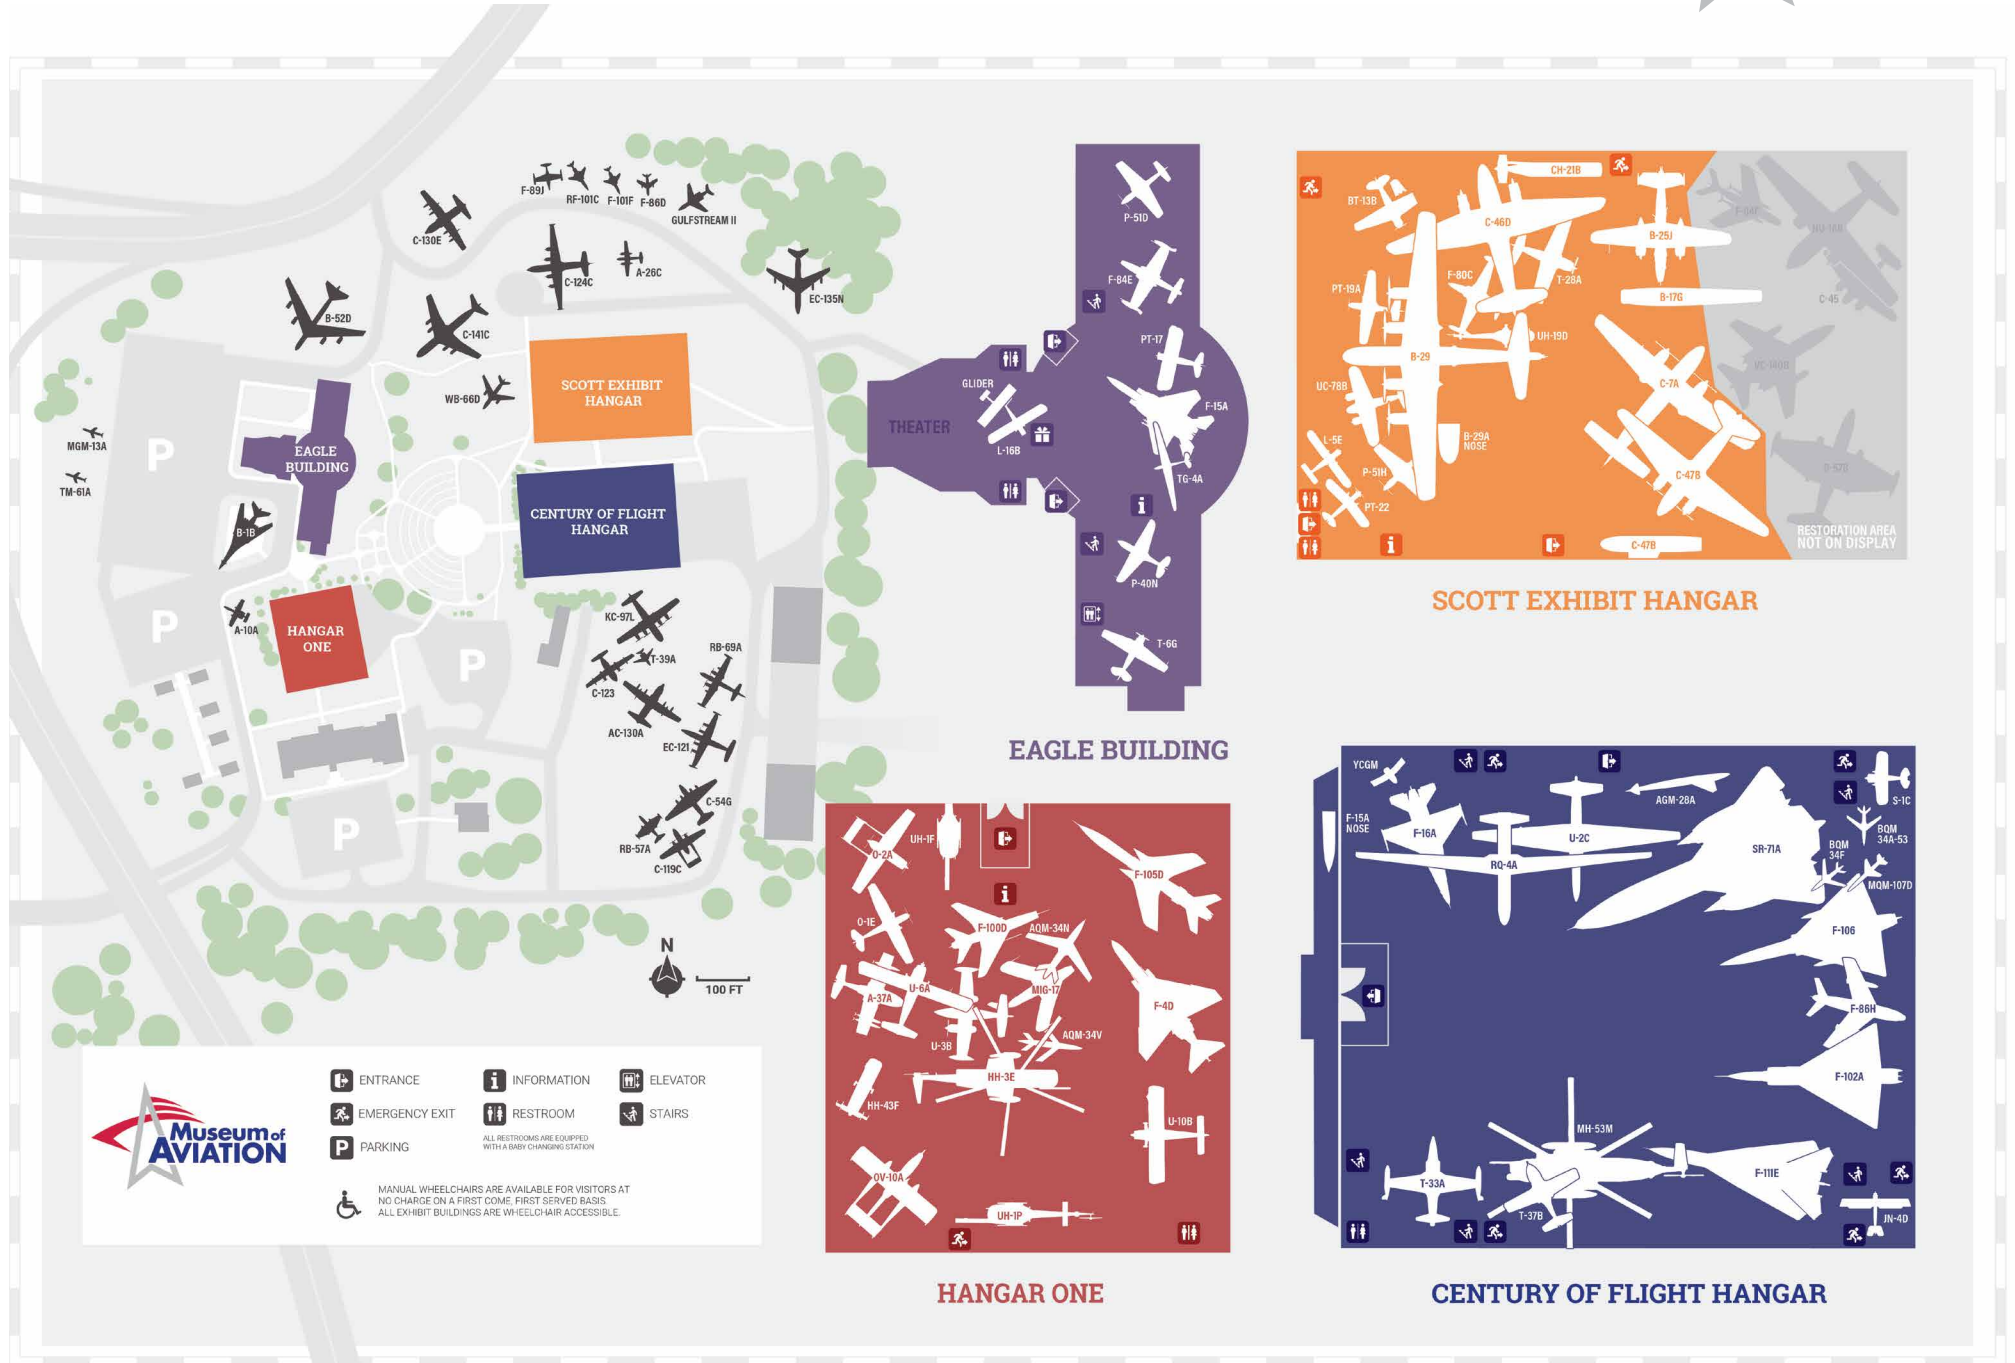 F-89J
RF-101C
F-101F
F-86D
GULFSTREAM II
C-130E
C-124C
A-26C
EC-135N
B-52D
C-141C
WB-66D
SCOTT EXHIBIT
HANGAR
MGM-13A
TM-61A
P
EAGLE
BUILDING
B-1B
CENTURY OF FLIGHT
HANGAR
P
A-10A
HANGAR
ONE
P
KC-97L
T-39A
RB-69A
C-123
AC-130A
EC-121
C-54G
RB-57A
C-119C
P
N
100 FT
P-51D
F-84E
PT-17
GLIDER
F-15A
THEATER
L-16B
TG-4A
i
P-40N
T-6G
EAGLE BUILDING
CH-21B
BT-13B
C-46D
B-25J
F-80C
T-28A
PT-19A
B-17G
UH-19D
B-29
UC-78B
C-7A
L-5E
B-29A
NOSE
P-51H
C-47B
PT-22
i
C-47B
HU-16B
C-45
VC-140B
RESTORATION AREA
NOT ON DISPLAY
SCOTT EXHIBIT HANGAR
O-2A
UH-1F
F-105D
i
O-1E
F-100D
AQM-34N
U-6A
A-37A
MIG-17
F-4D
U-3B
AQM-34V
HH-3E
HH-43F
U-10B
OV-10A
UH-1P
HANGAR ONE
YCGM
F-15A
NOSE
F-16A
U-2C
AGM-28A
S-1C
RQ-4A
SR-71A
BQM
34A-53
BQM
34F
MQM-107D
F-106
F-86H
F-102A
MH-53M
T-33A
T-37B
F-111E
JN-4D
CENTURY OF FLIGHT HANGAR
Museum of
AVIATION
ENTRANCE
i INFORMATION
ELEVATOR
EMERGENCY EXIT
RESTROOM
STAIRS
P PARKING
ALL RESTROOMS ARE EQUIPPED
WITH A BABY CHANGING STATION
MANUAL WHEELCHAIRS ARE AVAILABLE FOR VISITORS AT
NO CHARGE ON A FIRST COME, FIRST SERVED BASIS.
ALL EXHIBIT BUILDINGS ARE WHEELCHAIR ACCESSIBLE.